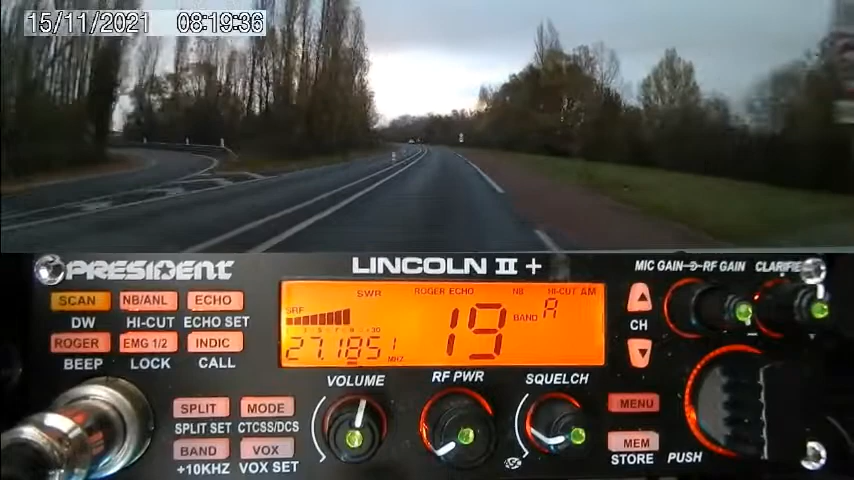 15/11/2021 08:19:36
PRESIDENT LINCOLN II + MIC GAIN RF GAIN CLARIFIER
SCAN NB/ANL ECHO
DW HI-CUT ECHO SET
ROGER EMG 1/2 INDIC
BEEP LOCK CALL
SWR ROGER ECHO NB HI-CUT AM
SRF
19 BAND A
27.185 MHZ
CH
VOLUME RF PWR SQUELCH
SPLIT MODE
SPLIT SET CTCSS/DCS
BAND VOX
+10KHZ VOX SET
ASC
MENU
MEM
STORE PUSH